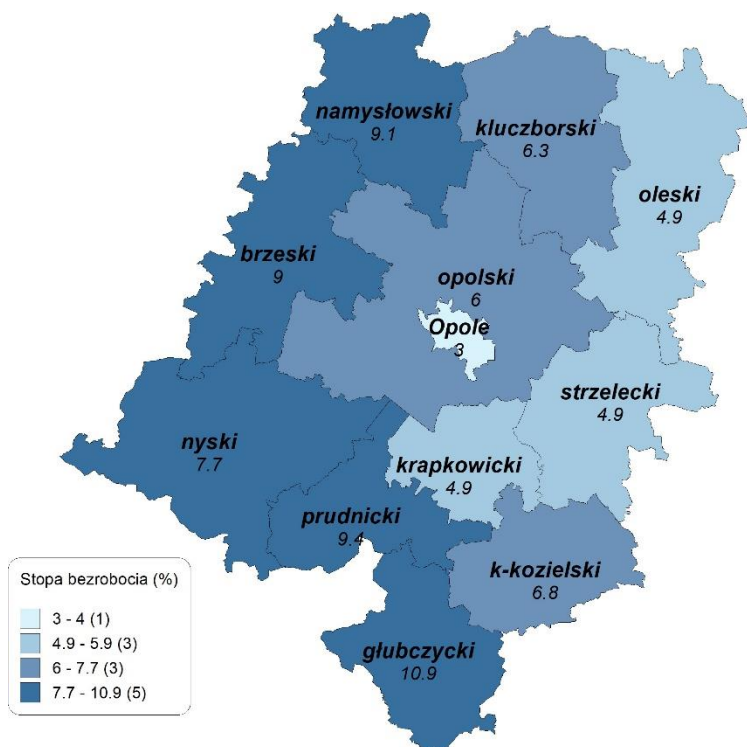 namysłowski
9.1
kluczborski
6.3
oleski
4.9
brzeski
9
opolski
6
Opole
3
strzelecki
4.9
nyski
7.7
krapkowicki
4.9
prudnicki
9.4
k-kozielski
6.8
głubczycki
10.9
Stopa bezrobocia (%)
3 - 4 (1)
4.9 - 5.9 (3)
6 - 7.7 (3)
7.7 - 10.9 (5)